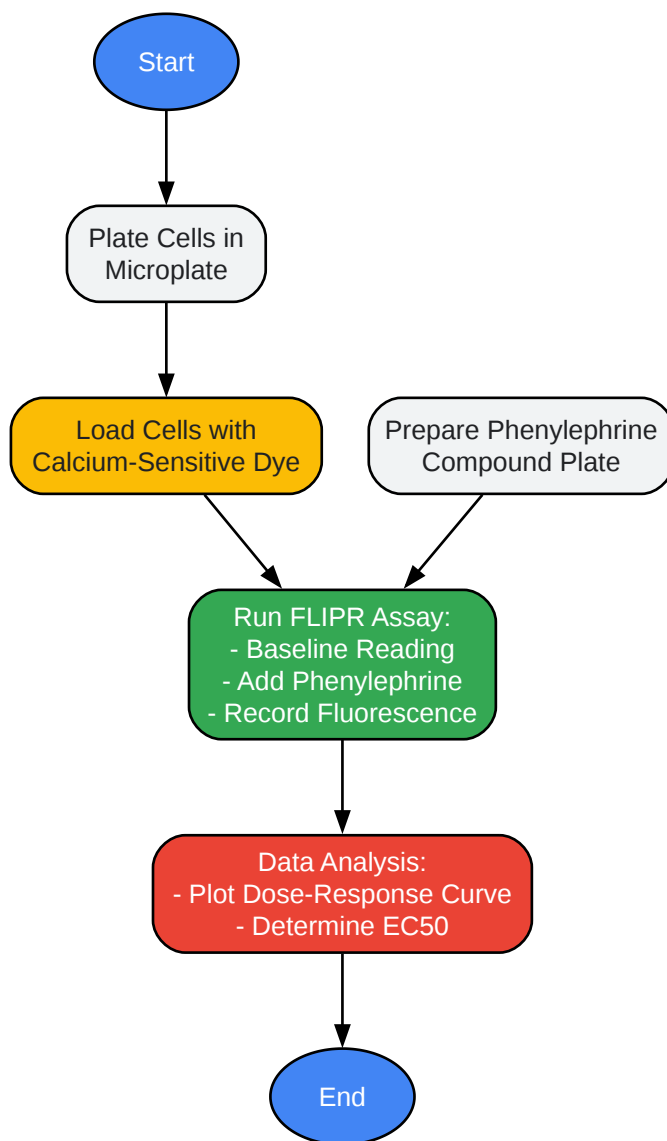 Start
Plate Cells in
Microplate
Load Cells with
Calcium-Sensitive Dye
Prepare Phenylephrine
Compound Plate
Run FLIPR Assay:
- Baseline Reading
- Add Phenylephrine
- Record Fluorescence
Data Analysis:
- Plot Dose-Response Curve
- Determine EC50
End